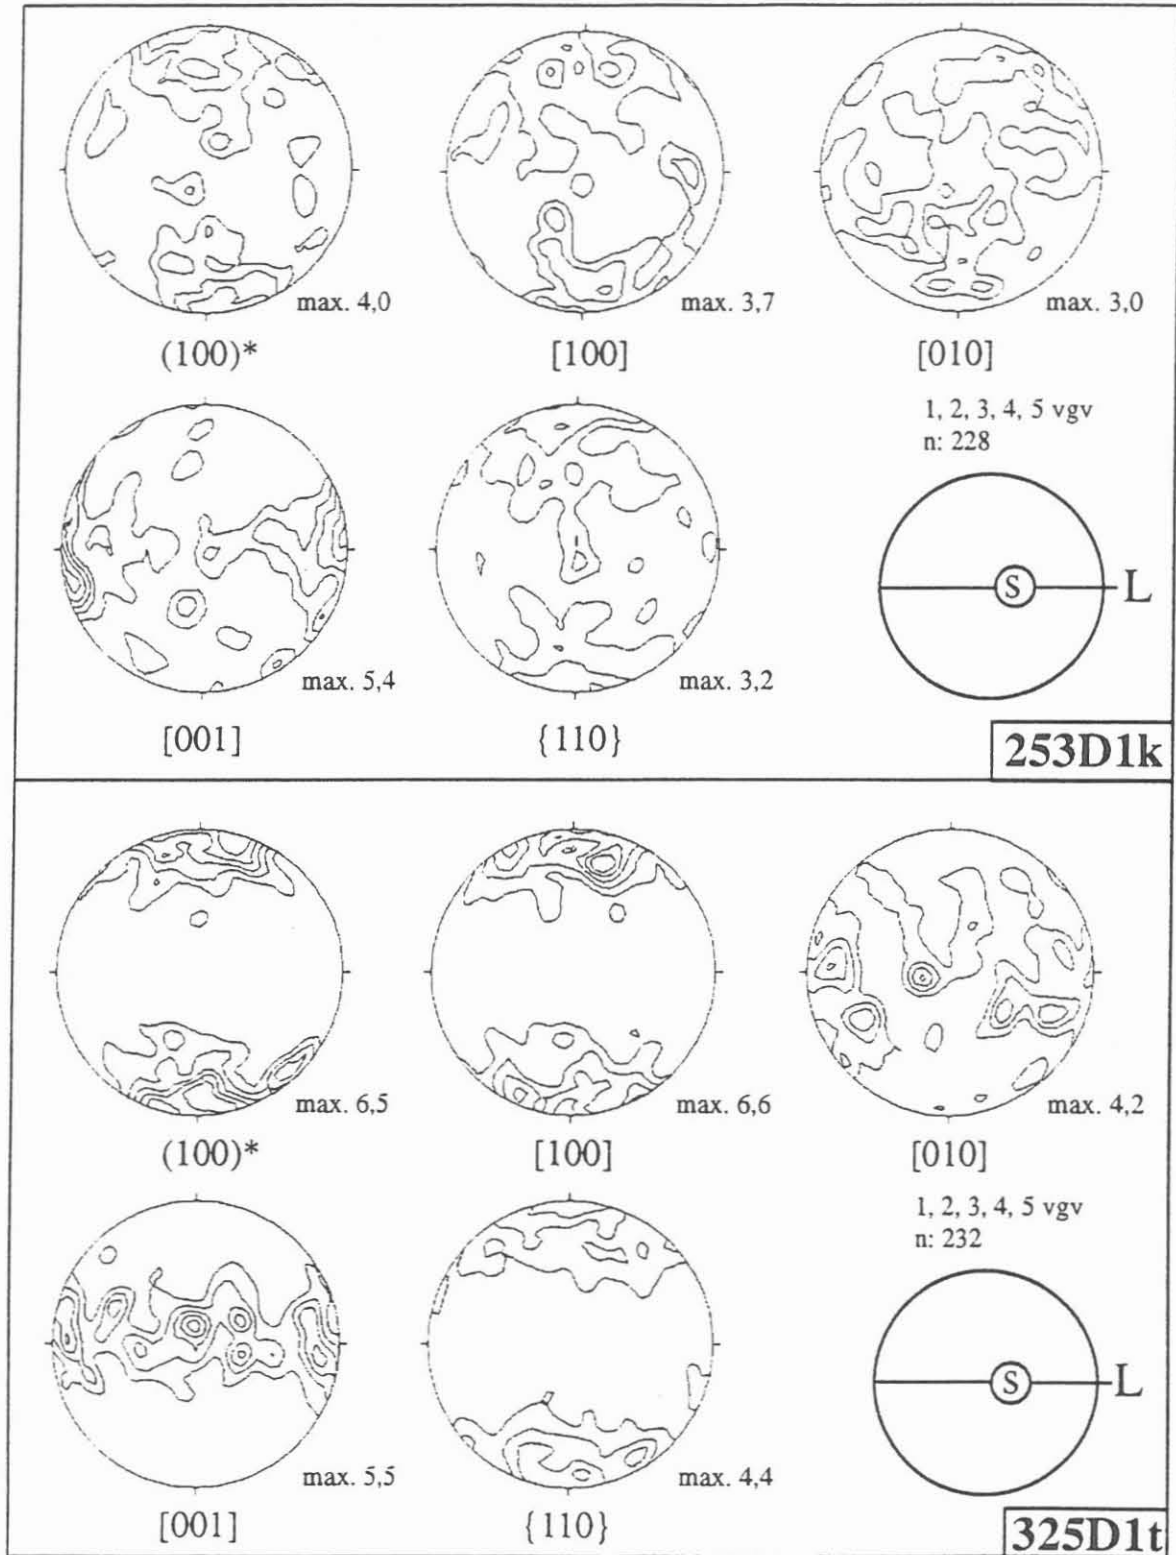 max. 4,0
max. 3,7
max. 3,0
(100)*
[100]
[010]
1, 2, 3, 4, 5 vgv
n: 228
S
L
max. 5,4
max. 3,2
[001]
{110}
253D1k
max. 6,5
max. 6,6
max. 4,2
(100)*
[100]
[010]
1, 2, 3, 4, 5 vgv
n: 232
S
L
max. 5,5
max. 4,4
[001]
{110}
325D1t